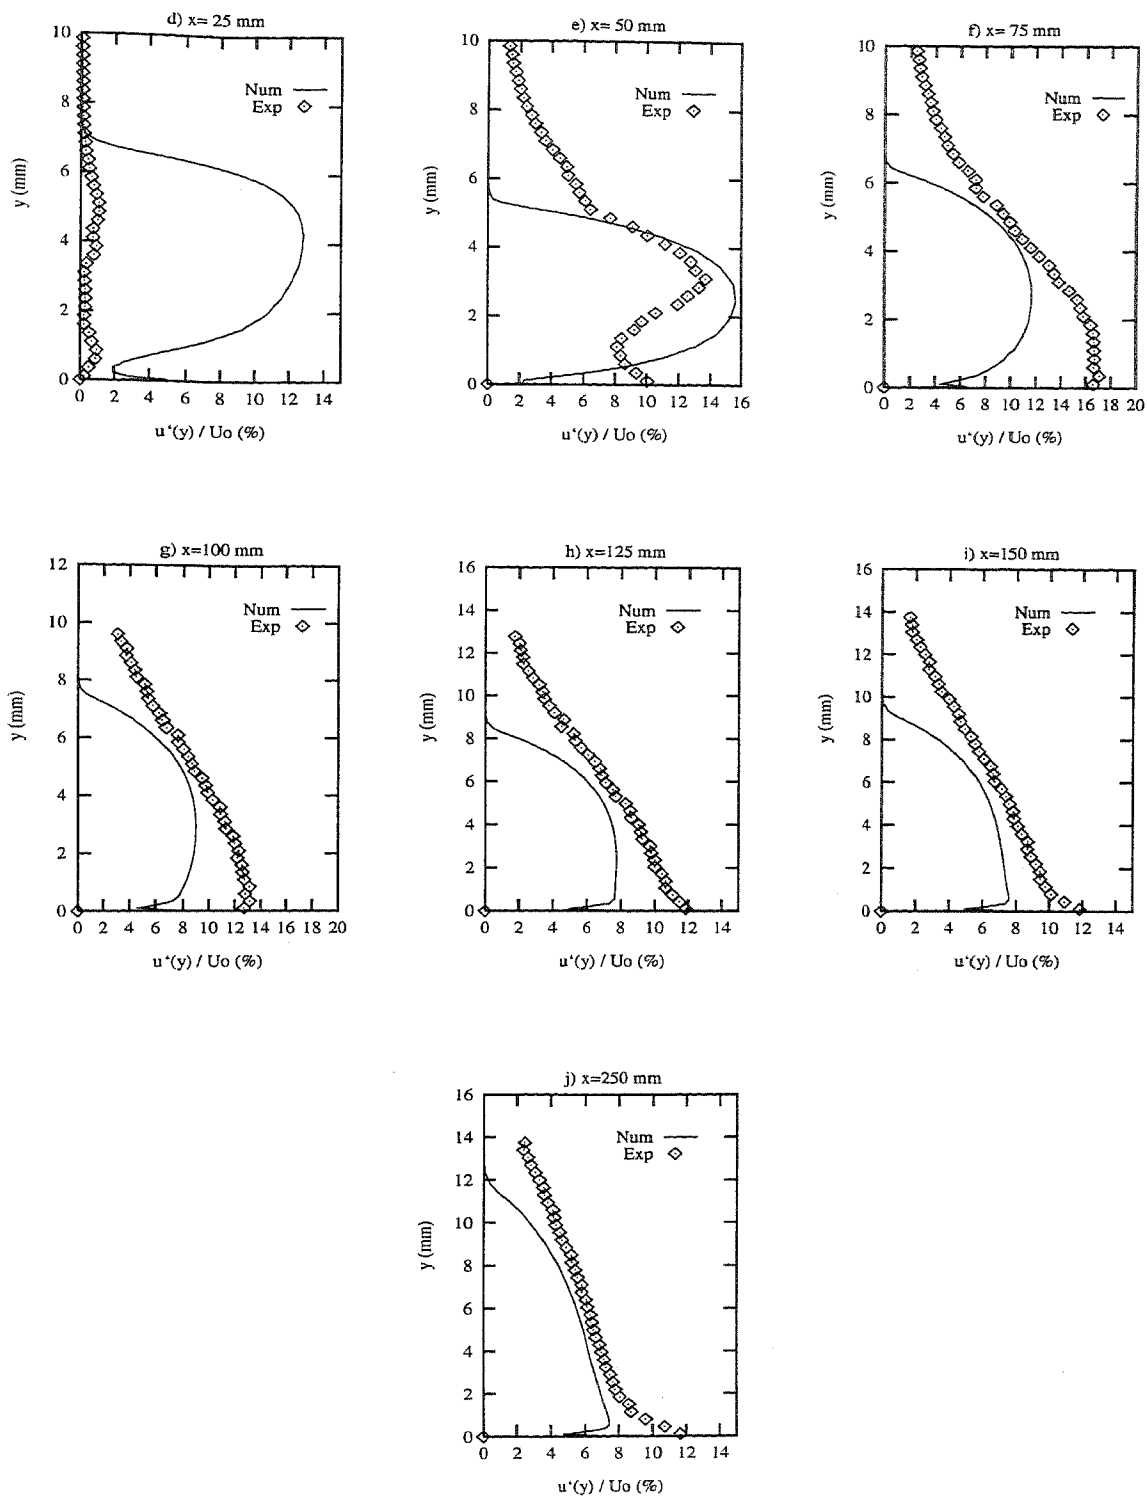 d) x= 25 mm
10
8
6
4
2
0
y (mm)
Num
Exp
0 2 4 6 8 10 12 14
u'(y) / Uo (%)
e) x= 50 mm
10
8
6
4
2
0
y (mm)
Num
Exp
0 2 4 6 8 10 12 14 16
u'(y) / Uo (%)
f) x= 75 mm
10
8
6
4
2
0
y (mm)
Num
Exp
0 2 4 6 8 10 12 14 16 18 20
u'(y) / Uo (%)
g) x=100 mm
12
10
8
6
4
2
0
y (mm)
Num
Exp
0 2 4 6 8 10 12 14 16 18 20
u'(y) / Uo (%)
h) x=125 mm
16
14
12
10
8
6
4
2
0
y (mm)
Num
Exp
0 2 4 6 8 10 12 14
u'(y) / Uo (%)
i) x=150 mm
16
14
12
10
8
6
4
2
0
y (mm)
Num
Exp
0 2 4 6 8 10 12 14
u'(y) / Uo (%)
j) x=250 mm
16
14
12
10
8
6
4
2
0
y (mm)
Num
Exp
0 2 4 6 8 10 12 14
u'(y) / Uo (%)